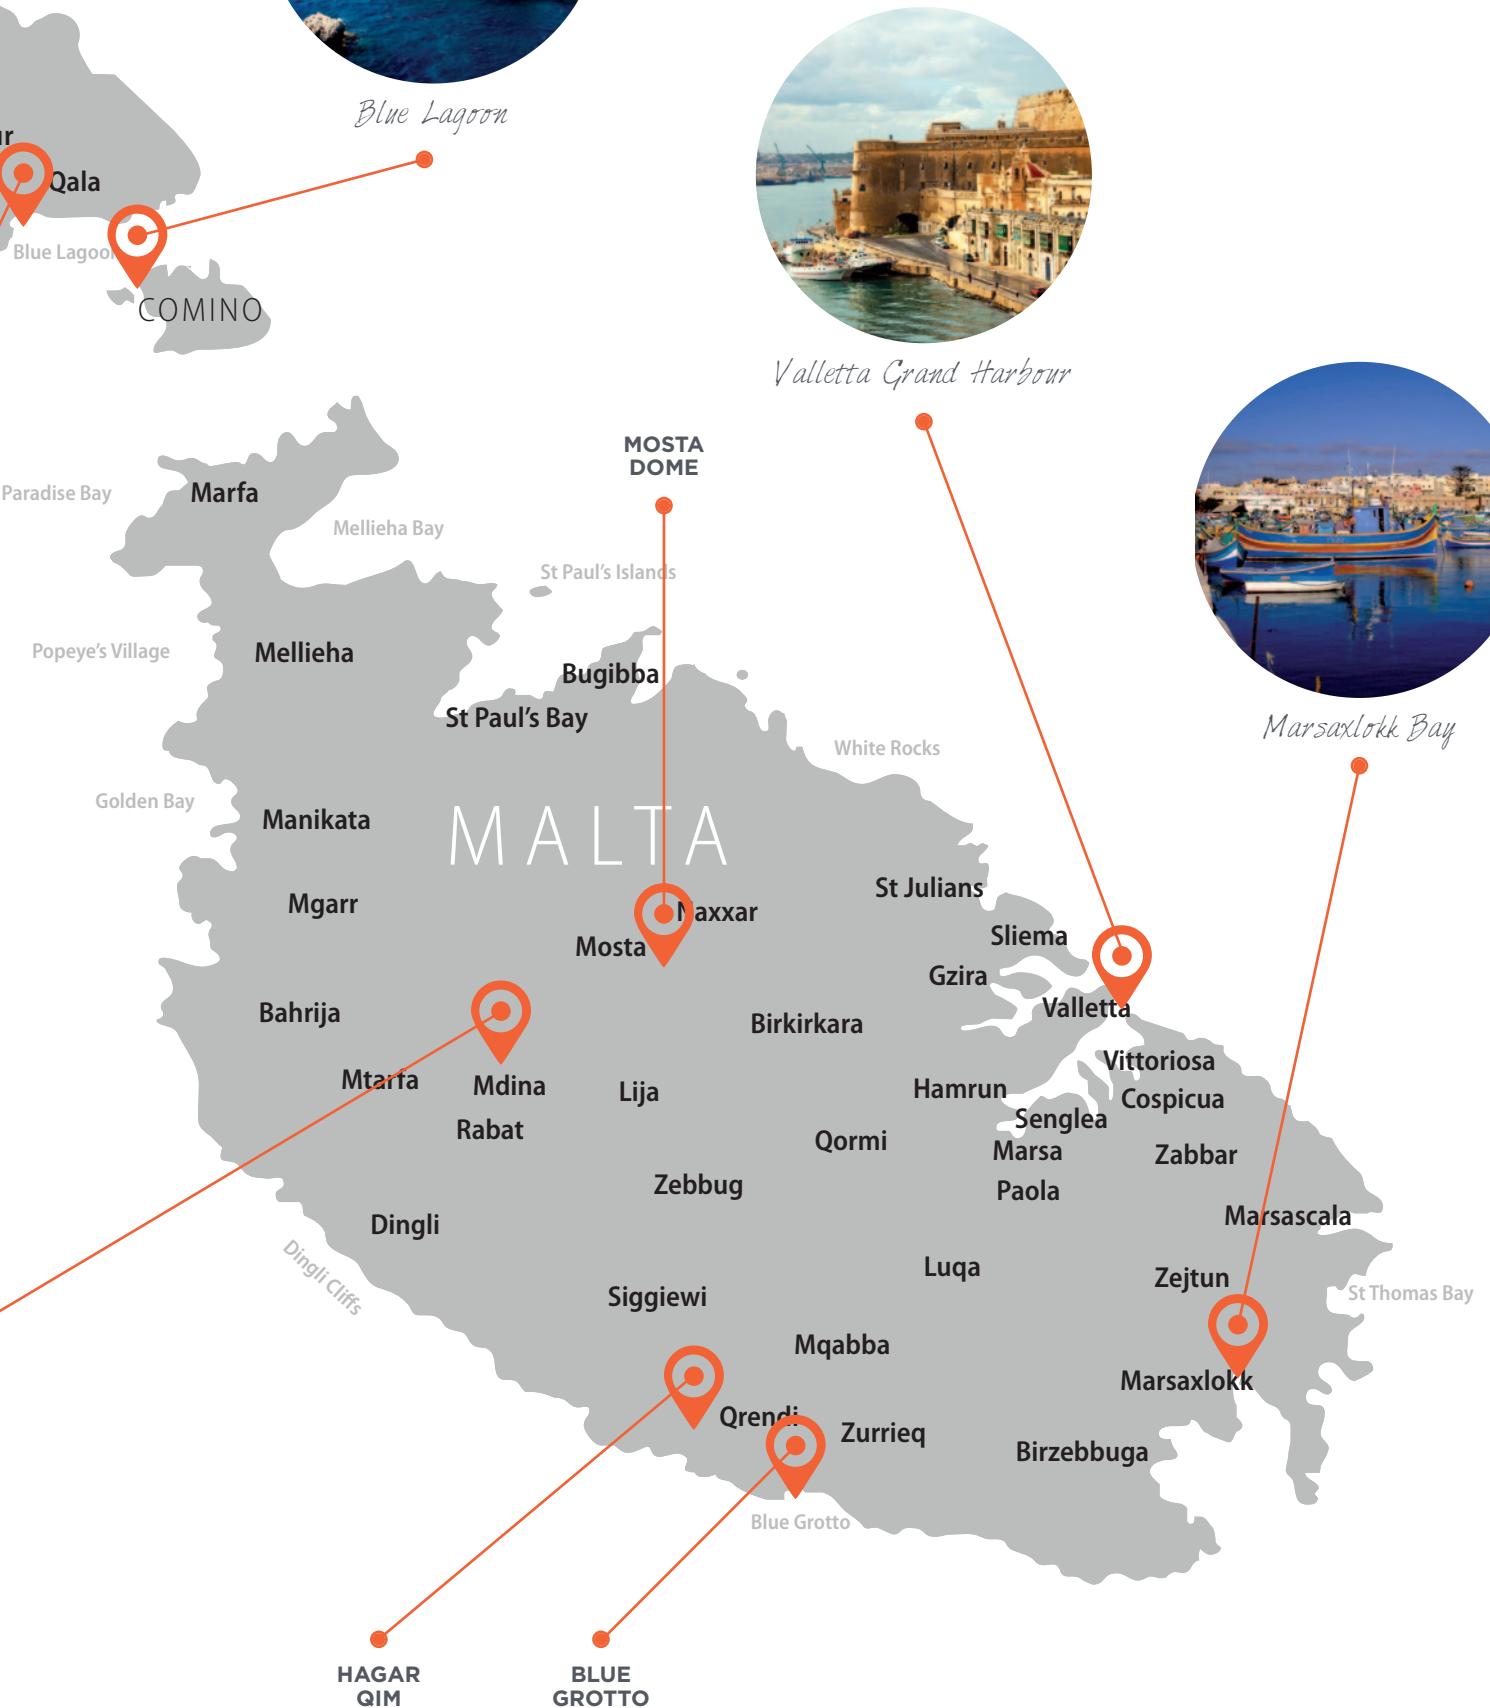 Blue Lagoon
ur
Qala
Blue Lagoon
COMINO
Valletta Grand Harbour
MOSTA
DOME
Paradise Bay
Marfa
Mellieha Bay
St Paul's Islands
Popeye's Village
Mellieha
Bugibba
St Paul's Bay
Marsaxlokk Bay
White Rocks
Golden Bay
Manikata
MALTA
St Julians
Mgarr
Naxxar
Mosta
Sliema
Gzira
Valletta
Bahrija
Birkirkara
Vittoriosa
Mtarfa
Mdina
Lija
Hamrun
Cospicua
Senglea
Rabat
Qormi
Marsa
Zabbar
Zebbug
Paola
Dingli
Marsascala
Dingli Cliffs
Luqa
Zejtun
Siggiewi
St Thomas Bay
Mqabba
Marsaxlokk
Qrendi
Zurrieq
Birzebbuga
Blue Grotto
HAGAR
QIM
BLUE
GROTTO